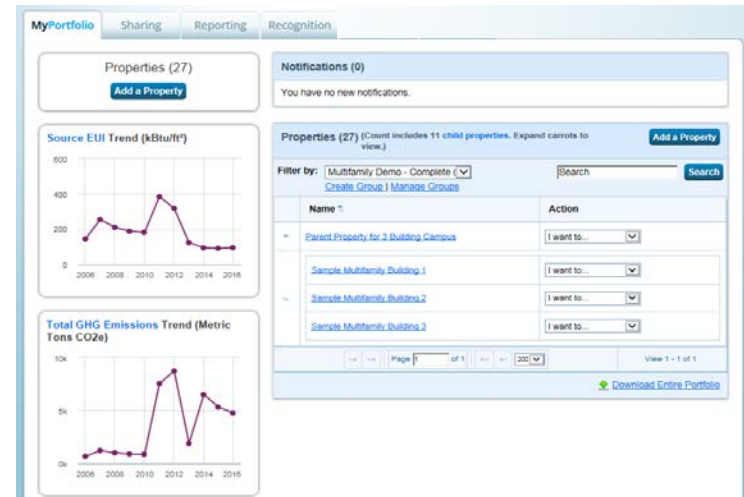 MyPortfolio
Sharing
Reporting
Recognition
Properties (27)
Add a Property
Source EUI Trend (kBtu/ft²)
600
400
200
0
2006 2008 2010 2012 2014 2016
Total GHG Emissions Trend (Metric
Tons CO2e)
10k
5k
0k
2006 2008 2010 2012 2014 2016
Notifications (0)
You have no new notifications.
Properties (27) (Count includes 11 child properties. Expand carrots to
view.)
Add a Property
Filter by: Multifamily Demo - Complete (
Search
Search
Create Group | Manage Groups
Name
Action
Parent Property for 3 Building Campus
I want to...
Sample Multifamily Building 1
I want to...
Sample Multifamily Building 2
I want to...
Sample Multifamily Building 3
I want to...
Page 1 of 1
200
View 1 - 1 of 1
Download Entire Portfolio